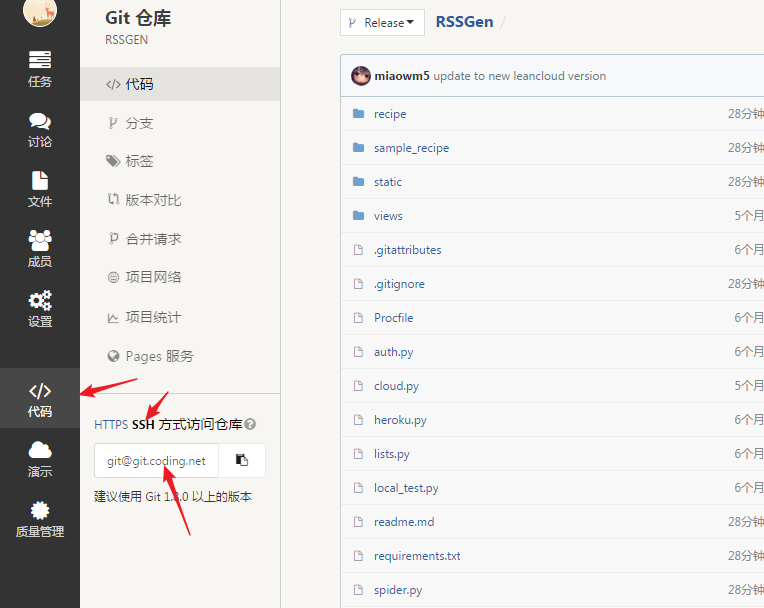 任务
讨论
文件
成员
设置
代码
演示
质量管理
Git 仓库
RSSGEN
</> 代码
分支
标签
版本对比
合并请求
项目网络
项目统计
Pages 服务
HTTPS SSH 方式访问仓库
git@git.coding.net
建议使用 Git 1.8.0 以上的版本
Release RSSGen /
miaowm5 update to new leancloud version
recipe 28分钟
sample_recipe 28分钟
static 28分钟
views 5个月
.gitattributes 6个月
.gitignore 28分钟
Procfile 6个月
auth.py 6个月
cloud.py 5个月
heroku.py 6个月
lists.py 6个月
local_test.py 6个月
readme.md 28分钟
requirements.txt 28分钟
spider.py 28分钟